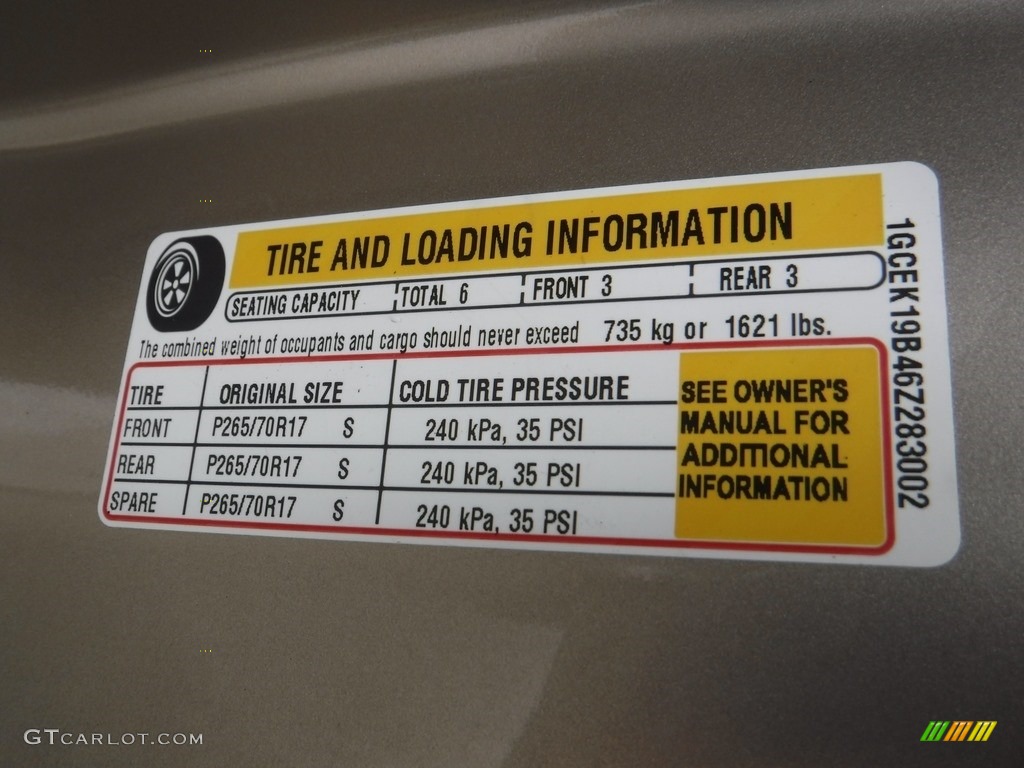 TIRE AND LOADING INFORMATION
SEATING CAPACITY TOTAL 6 FRONT 3 REAR 3
The combined weight of occupants and cargo should never exceed 735 kg or 1621 lbs.
TIRE ORIGINAL SIZE COLD TIRE PRESSURE
FRONT P265/70R17 S 240 kPa, 35 PSI
REAR P265/70R17 S 240 kPa, 35 PSI
SPARE P265/70R17 S 240 kPa, 35 PSI
SEE OWNER'S
MANUAL FOR
ADDITIONAL
INFORMATION
1GCEK19B46Z283002
GTCARLOT.COM